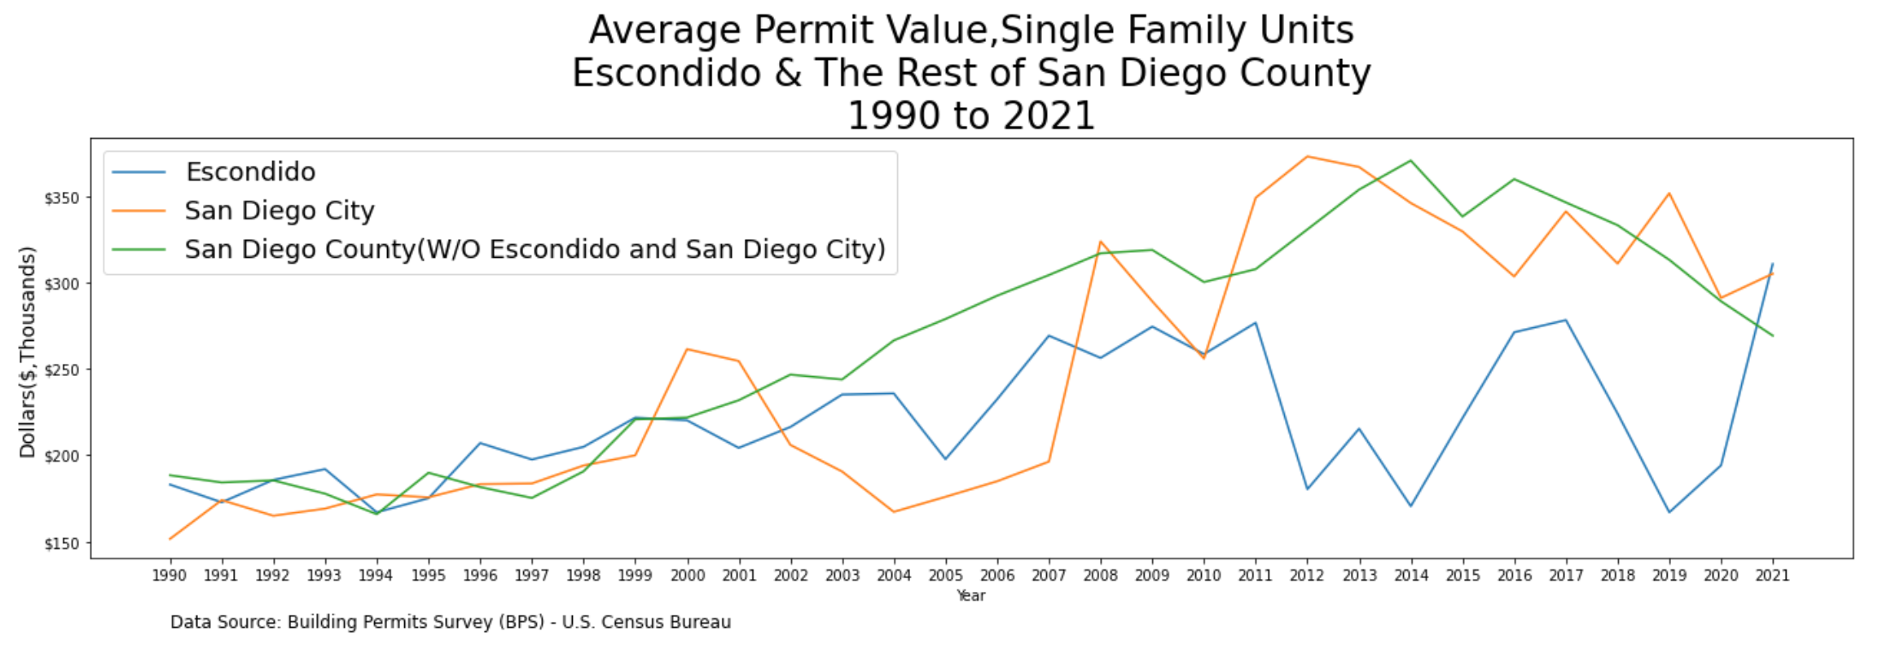 Average Permit Value,Single Family Units
Escondido & The Rest of San Diego County
1990 to 2021
Escondido
San Diego City
San Diego County(W/O Escondido and San Diego City)
Dollars($,Thousands)
$350
$300
$250
$200
$150
1990 1991 1992 1993 1994 1995 1996 1997 1998 1999 2000 2001 2002 2003 2004 2005 2006 2007 2008 2009 2010 2011 2012 2013 2014 2015 2016 2017 2018 2019 2020 2021
Year
Data Source: Building Permits Survey (BPS) - U.S. Census Bureau